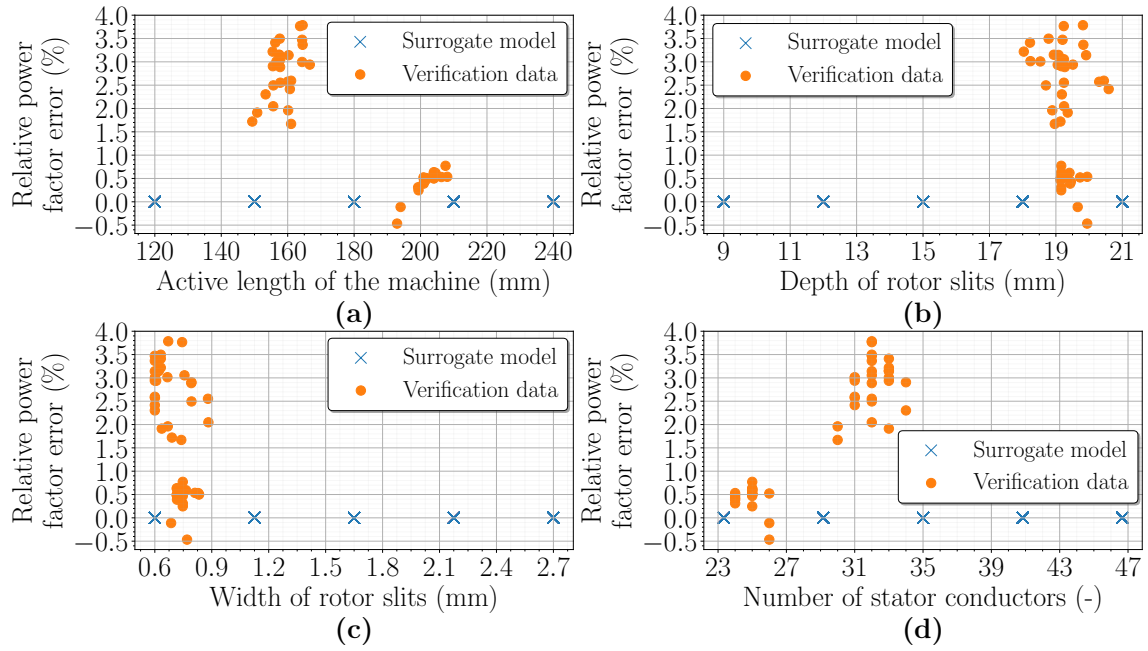 4.0
3.5
3.0
2.5
2.0
1.5
1.0
0.5
0.0
−0.5
Relative power
factor error (%)
Surrogate model
Verification data
120 140 160 180 200 220 240
Active length of the machine (mm)
(a)
4.0
3.5
3.0
2.5
2.0
1.5
1.0
0.5
0.0
−0.5
Relative power
factor error (%)
Surrogate model
Verification data
9 11 13 15 17 19 21
Depth of rotor slits (mm)
(b)
4.0
3.5
3.0
2.5
2.0
1.5
1.0
0.5
0.0
−0.5
Relative power
factor error (%)
Surrogate model
Verification data
0.6 0.9 1.2 1.5 1.8 2.1 2.4 2.7
Width of rotor slits (mm)
(c)
4.0
3.5
3.0
2.5
2.0
1.5
1.0
0.5
0.0
−0.5
Relative power
factor error (%)
Surrogate model
Verification data
23 27 31 35 39 43 47
Number of stator conductors (-)
(d)